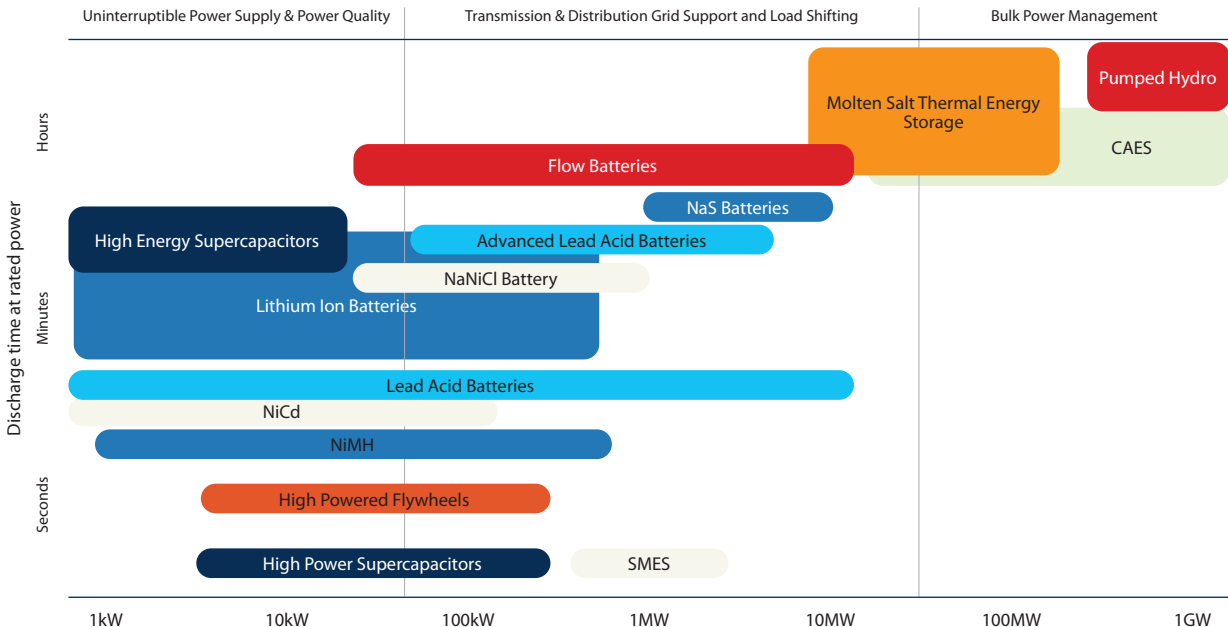 Uninterruptible Power Supply & Power Quality
Transmission & Distribution Grid Support and Load Shifting
Bulk Power Management
Discharge time at rated power
Hours
Minutes
Seconds
Pumped Hydro
Molten Salt Thermal Energy
Storage
CAES
Flow Batteries
NaS Batteries
High Energy Supercapacitors
Advanced Lead Acid Batteries
NaNiCl Battery
Lithium Ion Batteries
Lead Acid Batteries
NiCd
NiMH
High Powered Flywheels
High Power Supercapacitors
SMES
1kW
10kW
100kW
1MW
10MW
100MW
1GW